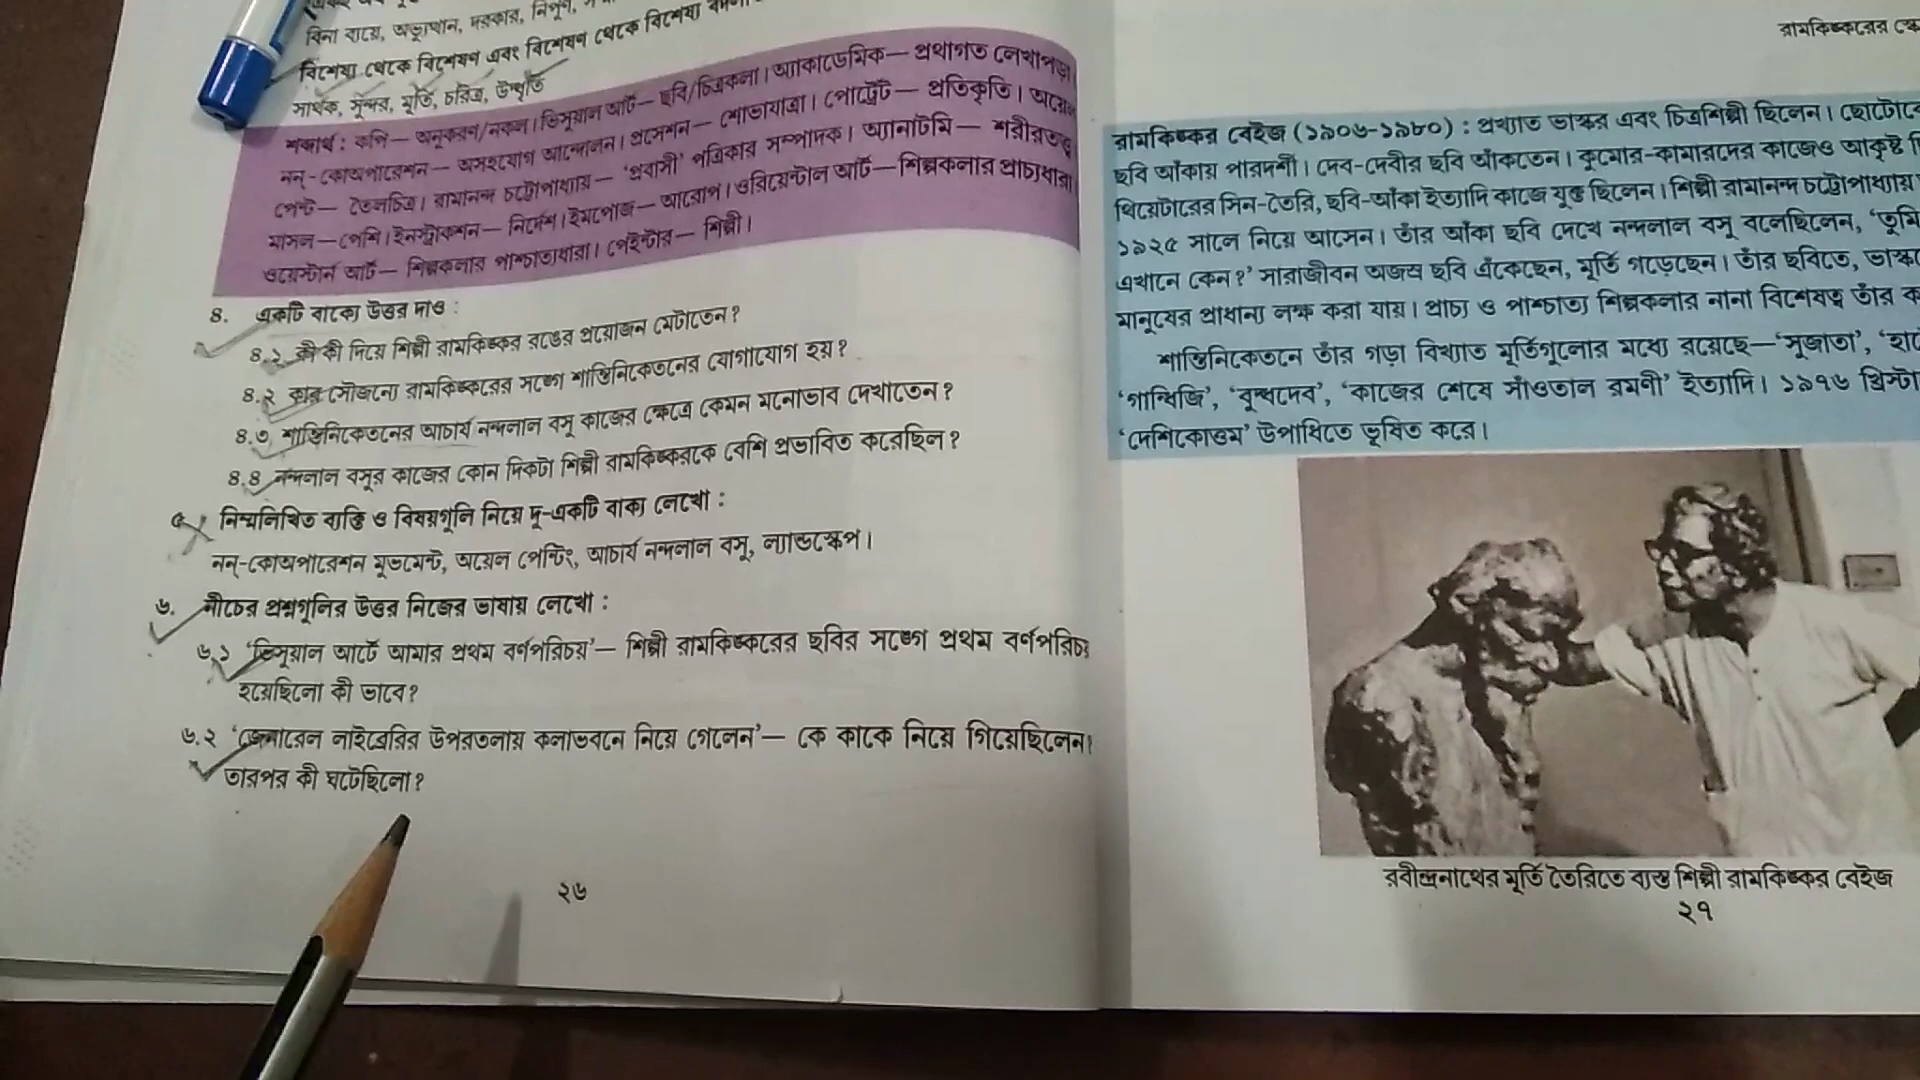 বিনা ব্যয়ে, অভ্যুত্থান, দরকার, নিপুণ,
বিশেষ্য থেকে বিশেষণ এবং বিশেষণ থেকে বিশেষ্য
সার্থক, সুন্দর, মূর্তি, চরিত্র, উদ্ধৃতি
শব্দার্থ : কপি— অনুকরণ/নকল। ভিসুয়াল আর্ট— ছবি/চিত্রকলা। অ্যাকাডেমিক— প্রথাগত লেখাপড়া
নন্-কোঅপারেশন— অসহযোগ আন্দোলন। প্রসেশন— শোভাযাত্রা। পোর্ট্রেট— প্রতিকৃতি। অয়েল
পেন্ট— তৈলচিত্র। রামানন্দ চট্টোপাধ্যায়— ‘প্রবাসী’ পত্রিকার সম্পাদক। অ্যানাটমি— শরীরতত্ত্ব
মাসল—পেশি। ইনস্ট্রাকশন— নির্দেশ। ইমপোজ— আরোপ। ওরিয়েন্টাল আর্ট—শিল্পকলার প্রাচ্যধারা
ওয়েস্টার্ন আর্ট— শিল্পকলার পাশ্চাত্যধারা। পেইন্টার— শিল্পী।
৪. একটি বাক্যে উত্তর দাও :
৪.১ কী কী দিয়ে শিল্পী রামকিঙ্কর রঙের প্রয়োজন মেটাতেন?
৪.২ কার সৌজন্যে রামকিঙ্করের সঙ্গে শান্তিনিকেতনের যোগাযোগ হয়?
৪.৩ শান্তিনিকেতনের আচার্য নন্দলাল বসু কাজের ক্ষেত্রে কেমন মনোভাব দেখাতেন?
৪.৪ নন্দলাল বসুর কাজের কোন দিকটা শিল্পী রামকিঙ্করকে বেশি প্রভাবিত করেছিল?
৫. নিম্নলিখিত ব্যক্তি ও বিষয়গুলি নিয়ে দু-একটি বাক্য লেখো :
নন্-কোঅপারেশন মুভমেন্ট, অয়েল পেন্টিং, আচার্য নন্দলাল বসু, ল্যান্ডস্কেপ।
৬. নীচের প্রশ্নগুলির উত্তর নিজের ভাষায় লেখো :
৬.১ ‘ভিসুয়াল আর্টে আমার প্রথম বর্ণপরিচয়’— শিল্পী রামকিঙ্করের ছবির সঙ্গে প্রথম বর্ণপরিচয়
হয়েছিলো কী ভাবে?
৬.২ ‘জেনারেল লাইব্রেরির উপরতলায় কলাভবনে নিয়ে গেলেন’— কে কাকে নিয়ে গিয়েছিলেন?
তারপর কী ঘটেছিলো?
২৬
রামকিঙ্করের
রামকিঙ্কর বেইজ (১৯০৬-১৯৮০) : প্রখ্যাত ভাস্কর এবং চিত্রশিল্পী ছিলেন।
ছবি আঁকায় পারদর্শী। দেব-দেবীর ছবি আঁকতেন। কুমোর-কামারদের কাজেও আকৃষ্ট
থিয়েটারের সিন-তৈরি, ছবি-আঁকা ইত্যাদি কাজে যুক্ত ছিলেন। শিল্পী রামানন্দ চট্টোপাধ্যায়
১৯২৫ সালে নিয়ে আসেন। তাঁর আঁকা ছবি দেখে নন্দলাল বসু বলেছিলেন, ‘তুমি
এখানে কেন?’ সারাজীবন অজস্র ছবি এঁকেছেন, মূর্তি গড়েছেন। তাঁর ছবিতে,
মানুষের প্রাধান্য লক্ষ করা যায়। প্রাচ্য ও পাশ্চাত্য শিল্পকলার নানা বিশেষত্ব তাঁর
শান্তিনিকেতনে তাঁর গড়া বিখ্যাত মূর্তিগুলোর মধ্যে রয়েছে—‘সুজাতা’,
‘গান্ধিজি’, ‘বুদ্ধদেব’, ‘কাজের শেষে সাঁওতাল রমণী’ ইত্যাদি। ১৯৭৬
‘দেশিকোত্তম’ উপাধিতে ভূষিত করে।
রবীন্দ্রনাথের মূর্তি তৈরিতে ব্যস্ত শিল্পী রামকিঙ্কর বেইজ
২৭